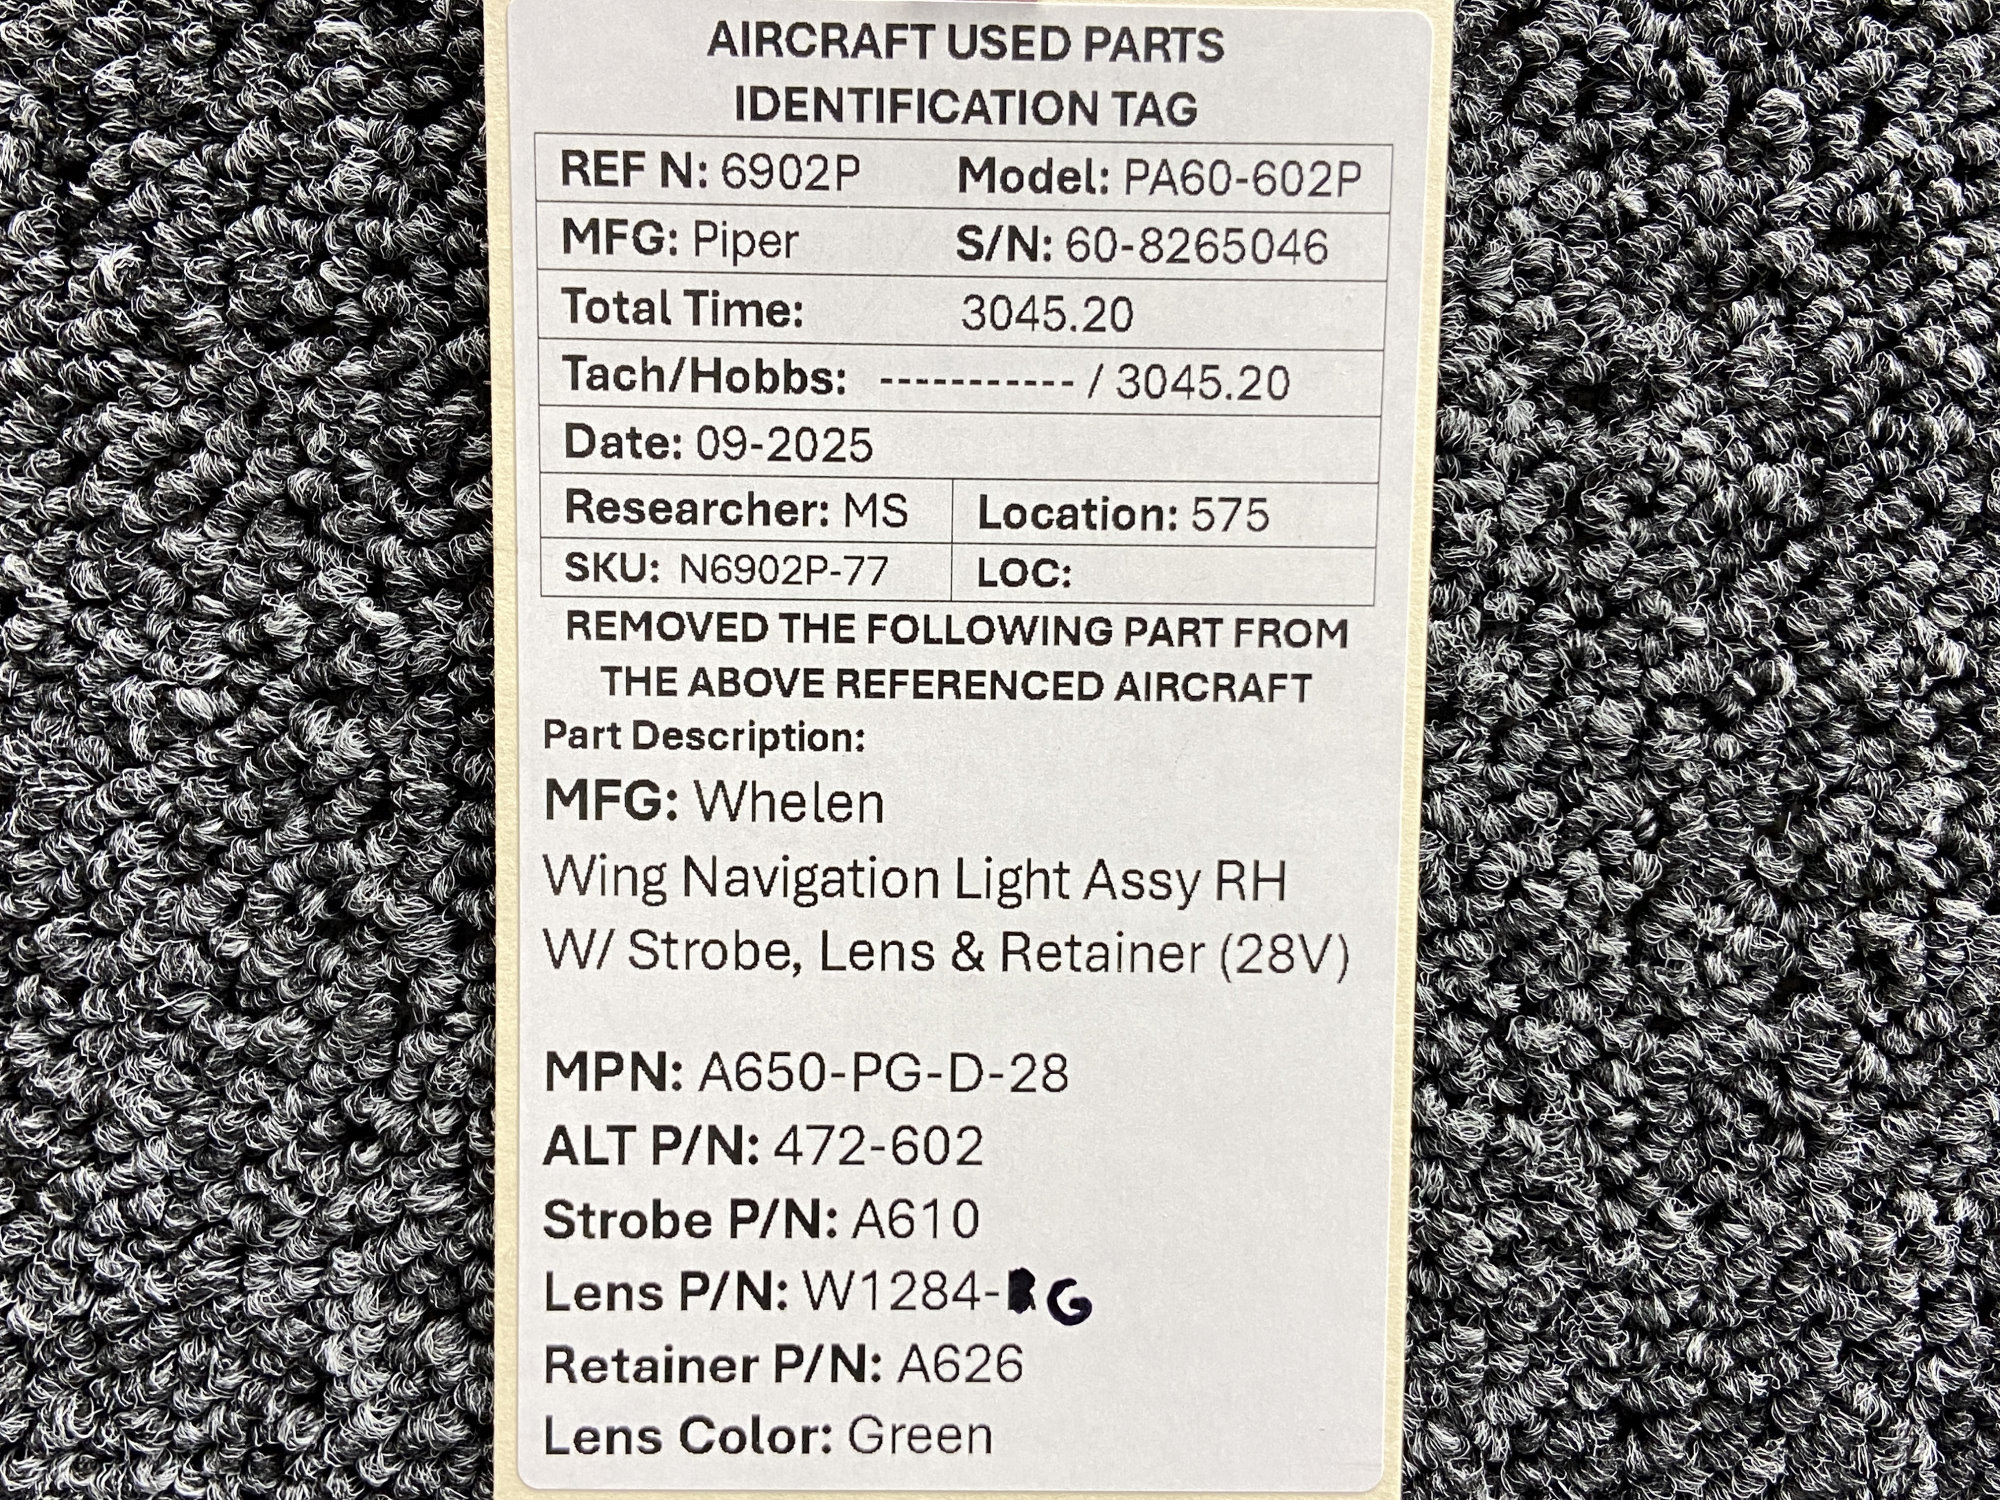 AIRCRAFT USED PARTS
IDENTIFICATION TAG
REF N: 6902P Model: PA60-602P
MFG: Piper S/N: 60-8265046
Total Time: 3045.20
Tach/Hobbs: ----------- / 3045.20
Date: 09-2025
Researcher: MS Location: 575
SKU: N6902P-77 LOC:
REMOVED THE FOLLOWING PART FROM
THE ABOVE REFERENCED AIRCRAFT
Part Description:
MFG: Whelen
Wing Navigation Light Assy RH
W/ Strobe, Lens & Retainer (28V)
MPN: A650-PG-D-28
ALT P/N: 472-602
Strobe P/N: A610
Lens P/N: W1284-G
Retainer P/N: A626
Lens Color: Green